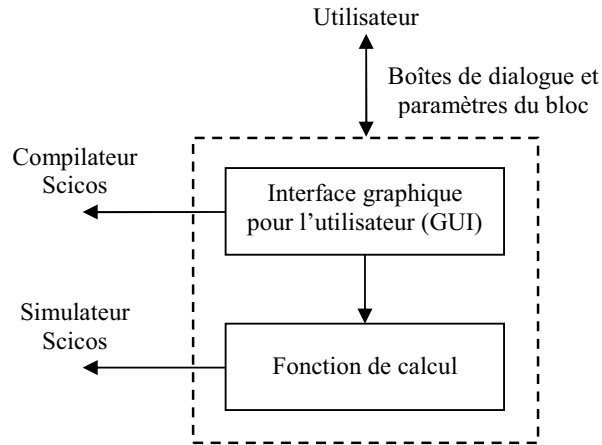 Utilisateur
Boîtes de dialogue et
paramètres du bloc
Compilateur
Scicos
Interface graphique
pour l’utilisateur (GUI)
Simulateur
Scicos
Fonction de calcul